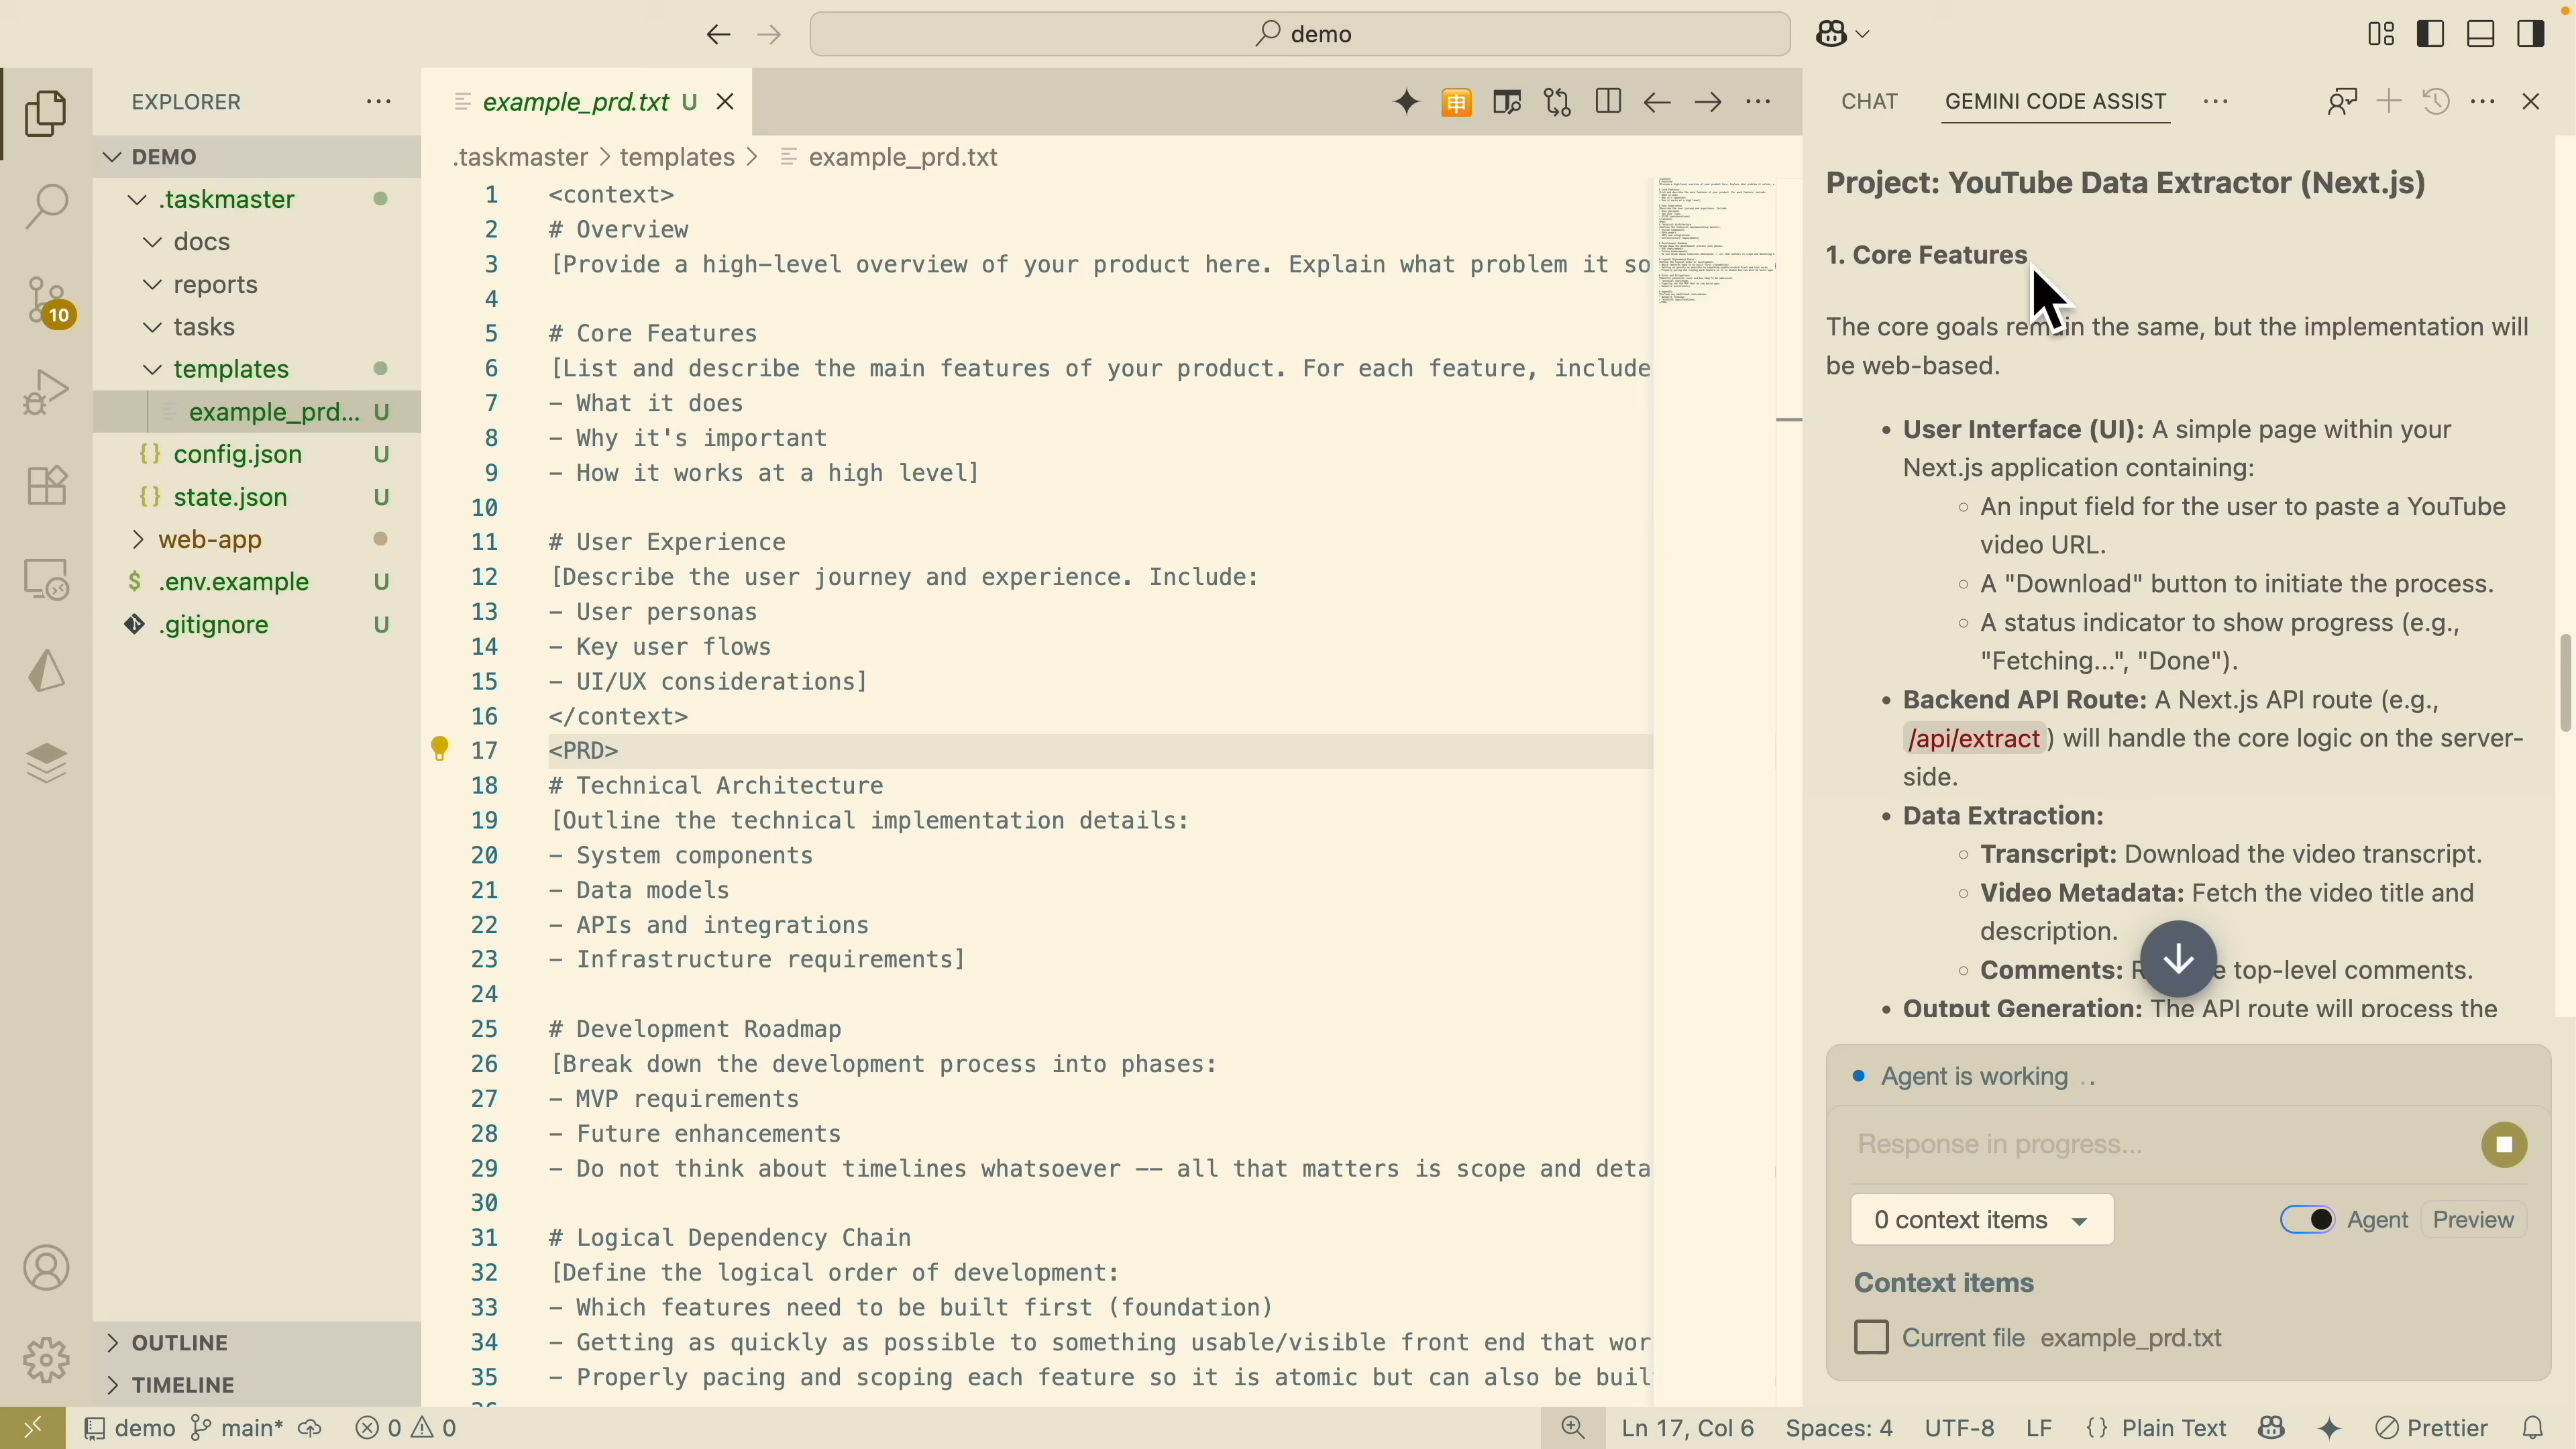 demo
EXPLORER
DEMO
.taskmaster
docs
reports
tasks
templates
example_prd... U
{} config.json U
{} state.json U
web-app
$ .env.example U
.gitignore U
OUTLINE
TIMELINE
10
example_prd.txt U
.taskmaster > templates > example_prd.txt
1 <context>
2 # Overview
3 [Provide a high-level overview of your product here. Explain what problem it so
4
5 # Core Features
6 [List and describe the main features of your product. For each feature, include
7 - What it does
8 - Why it's important
9 - How it works at a high level]
10
11 # User Experience
12 [Describe the user journey and experience. Include:
13 - User personas
14 - Key user flows
15 - UI/UX considerations]
16 </context>
17 <PRD>
18 # Technical Architecture
19 [Outline the technical implementation details:
20 - System components
21 - Data models
22 - APIs and integrations
23 - Infrastructure requirements]
24
25 # Development Roadmap
26 [Break down the development process into phases:
27 - MVP requirements
28 - Future enhancements
29 - Do not think about timelines whatsoever -- all that matters is scope and deta
30
31 # Logical Dependency Chain
32 [Define the logical order of development:
33 - Which features need to be built first (foundation)
34 - Getting as quickly as possible to something usable/visible front end that wor
35 - Properly pacing and scoping each feature so it is atomic but can also be buil
CHAT GEMINI CODE ASSIST
Project: YouTube Data Extractor (Next.js)
1. Core Features
The core goals remain the same, but the implementation will
be web-based.
• User Interface (UI): A simple page within your
Next.js application containing:
◦ An input field for the user to paste a YouTube
video URL.
◦ A "Download" button to initiate the process.
◦ A status indicator to show progress (e.g.,
"Fetching...", "Done").
• Backend API Route: A Next.js API route (e.g.,
/api/extract) will handle the core logic on the server-
side.
• Data Extraction:
◦ Transcript: Download the video transcript.
◦ Video Metadata: Fetch the video title and
description.
◦ Comments: top-level comments.
• Output Generation: The API route will process the
Agent is working ..
Response in progress...
0 context items
Agent Preview
Context items
Current file example_prd.txt
demo main* 0 0
Ln 17, Col 6 Spaces: 4 UTF-8 LF {} Plain Text Prettier